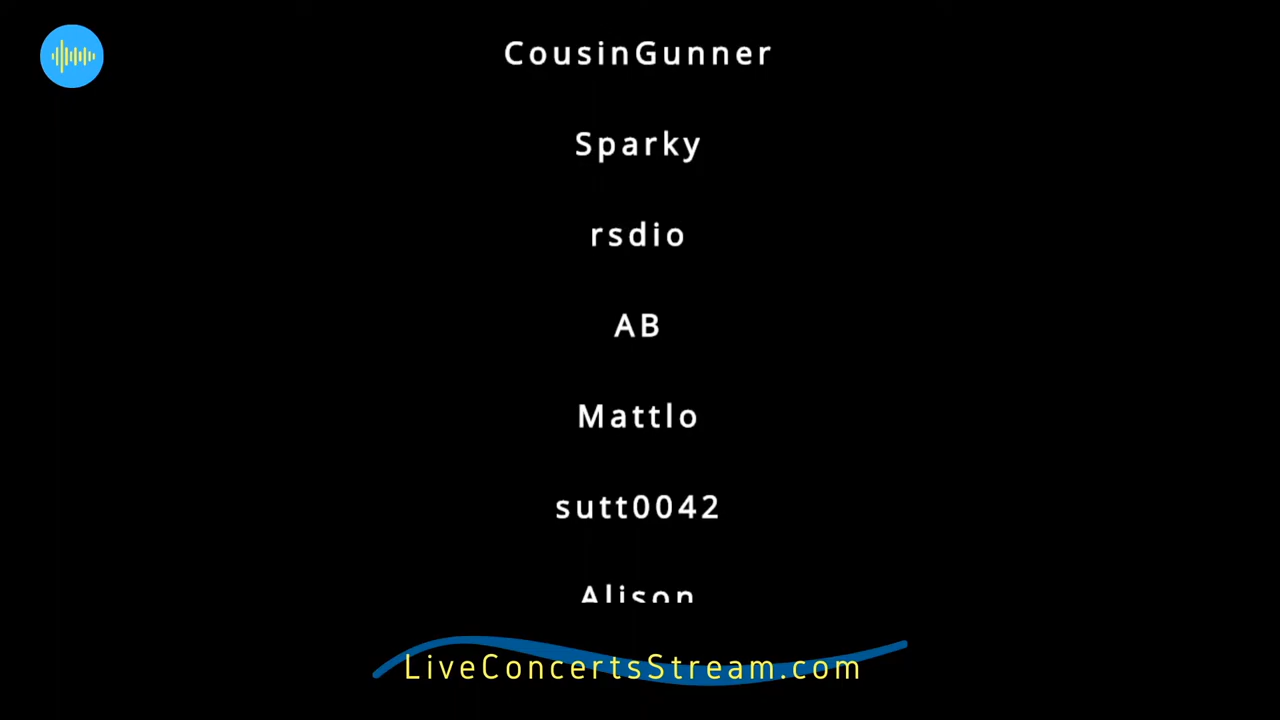 CousinGunner
Sparky
rsdio
AB
Mattlo
sutt0042
Alison
LiveConcertsStream.com